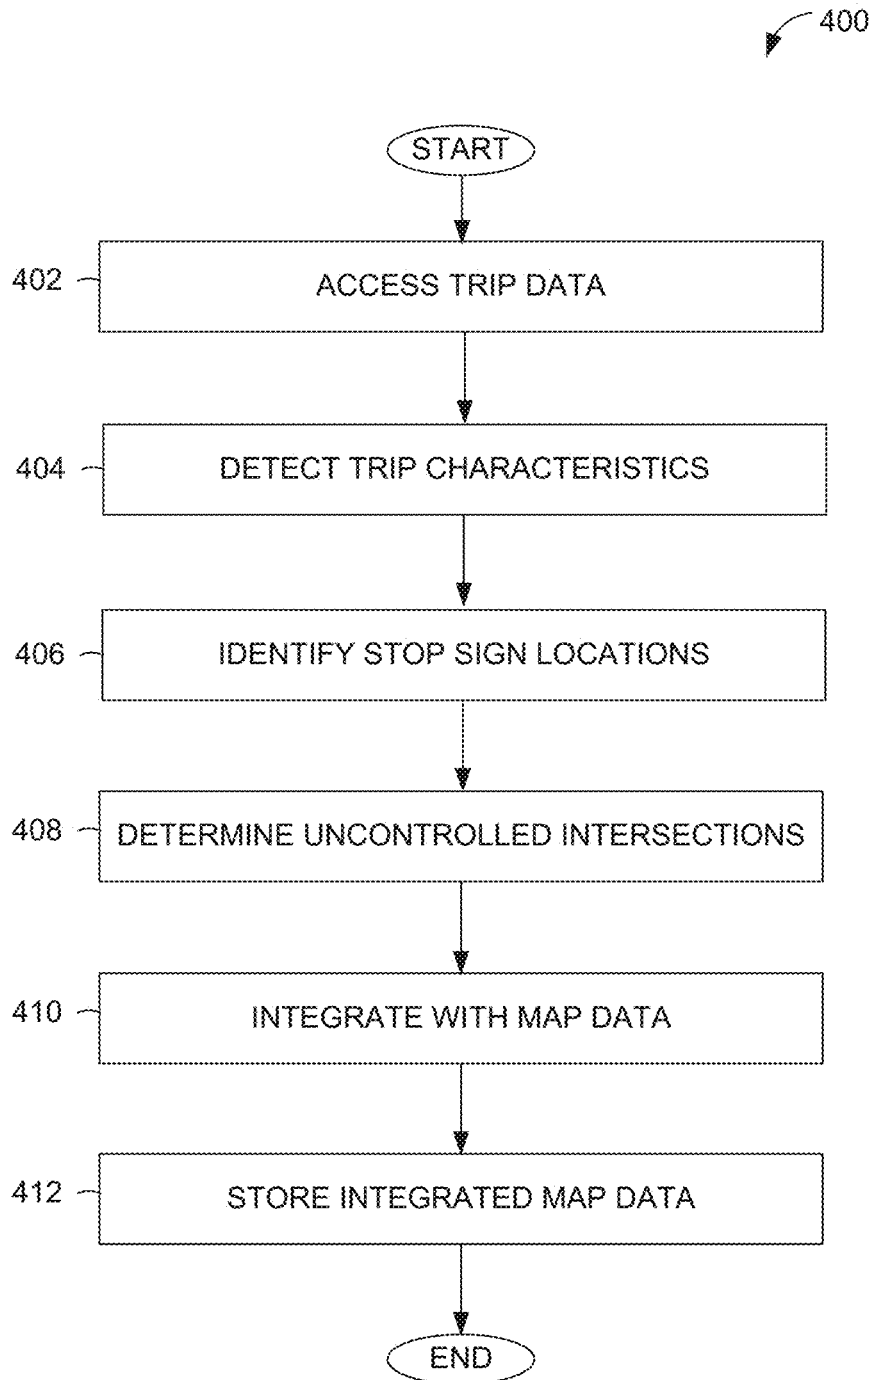 400
START
402
ACCESS TRIP DATA
404
DETECT TRIP CHARACTERISTICS
406
IDENTIFY STOP SIGN LOCATIONS
408
DETERMINE UNCONTROLLED INTERSECTIONS
410
INTEGRATE WITH MAP DATA
412
STORE INTEGRATED MAP DATA
END